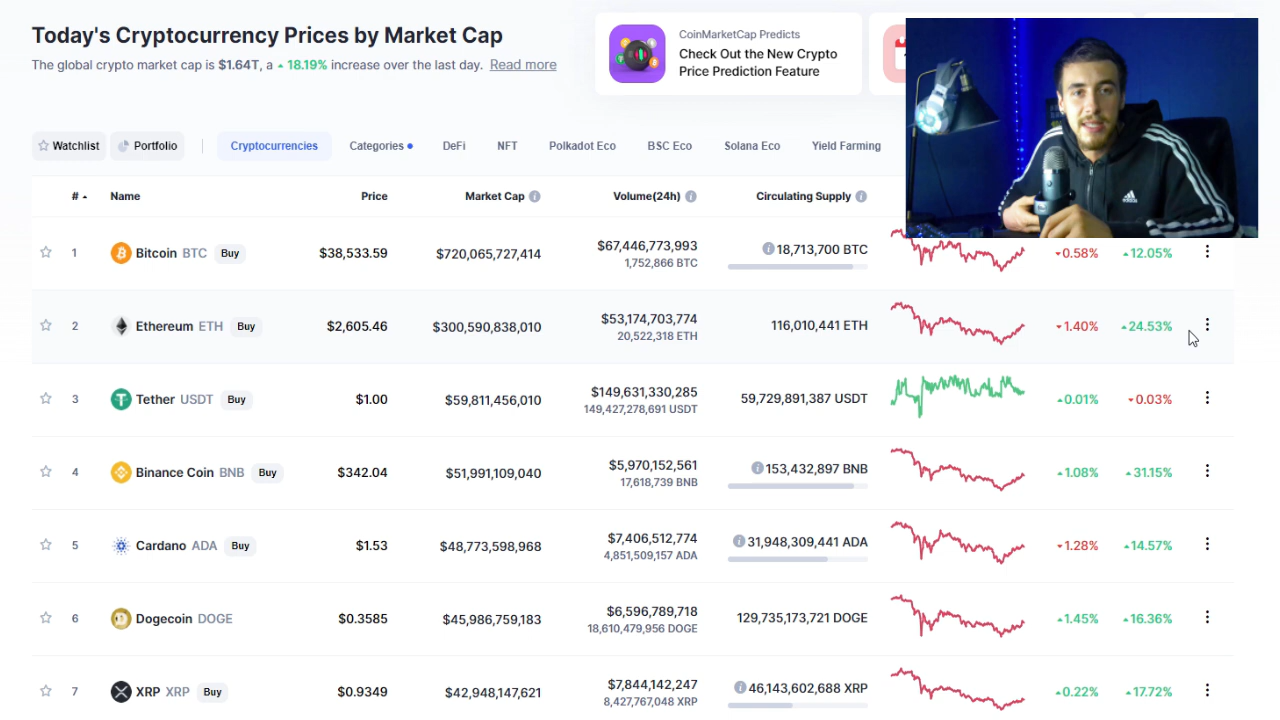 Today's Cryptocurrency Prices by Market Cap
The global crypto market cap is $1.64T, a 18.19% increase over the last day. Read more
CoinMarketCap Predicts
Check Out the New Crypto
Price Prediction Feature
Watchlist Portfolio Cryptocurrencies Categories DeFi NFT Polkadot Eco BSC Eco Solana Eco Yield Farming
adidas
# Name Price Market Cap Volume(24h) Circulating Supply
1 Bitcoin BTC Buy $38,533.59 $720,065,727,414 $67,446,773,993 18,713,700 BTC 0.58% 12.05%
1,752,866 BTC
2 Ethereum ETH Buy $2,605.46 $300,590,838,010 $53,174,703,774 116,010,441 ETH 1.40% 24.53%
20,522,318 ETH
3 Tether USDT Buy $1.00 $59,811,456,010 $149,631,330,285 59,729,891,387 USDT 0.01% 0.03%
149,427,278,691 USDT
4 Binance Coin BNB Buy $342.04 $51,991,109,040 $5,970,152,561 153,432,897 BNB 1.08% 31.15%
17,618,739 BNB
5 Cardano ADA Buy $1.53 $48,773,598,968 $7,406,512,774 31,948,309,441 ADA 1.28% 14.57%
4,851,509,157 ADA
6 Dogecoin DOGE $0.3585 $45,986,759,183 $6,596,789,718 129,735,173,721 DOGE 1.45% 16.36%
18,610,479,956 DOGE
7 XRP XRP Buy $0.9349 $42,948,147,621 $7,844,142,247 46,143,602,688 XRP 0.22% 17.72%
8,427,767,048 XRP